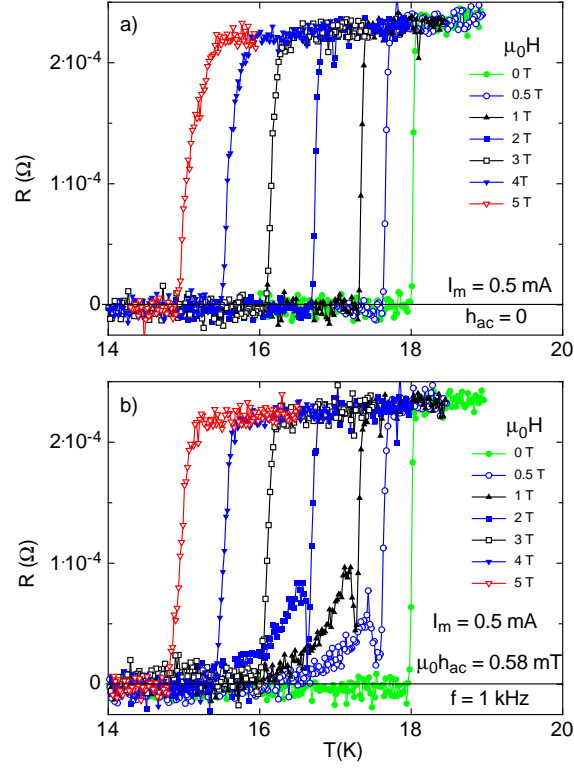 a)
μ₀H
0 T
0.5 T
1 T
2 T
3 T
4T
5 T
R (Ω)
2·10⁻⁴
1·10⁻⁴
0
I_m = 0.5 mA
h_ac = 0
14 16 18 20
b)
μ₀H
0 T
0.5 T
1 T
2 T
3 T
4 T
5 T
R (Ω)
2·10⁻⁴
1·10⁻⁴
0
I_m = 0.5 mA
μ₀h_ac = 0.58 mT
f = 1 kHz
14 16 18 20
T(K)